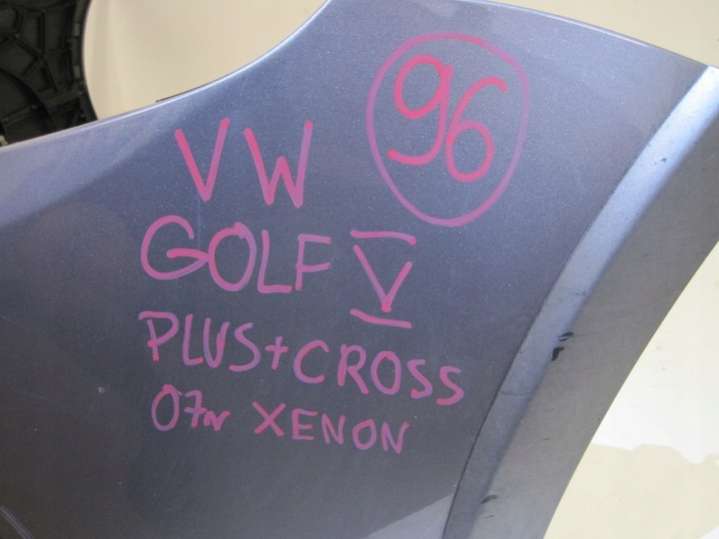 96
VW
GOLF V
PLUS+CROSS
07r XENON